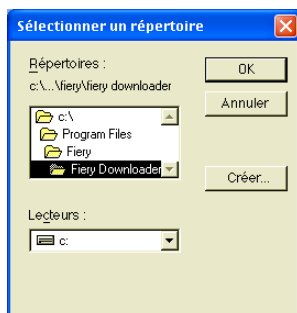 Sélectionner un répertoire
Répertoires :
c:\...\fiery\fiery downloader
c:\
Program Files
Fiery
Fiery Downloader
Lecteurs :
c:
OK
Annuler
Créer...